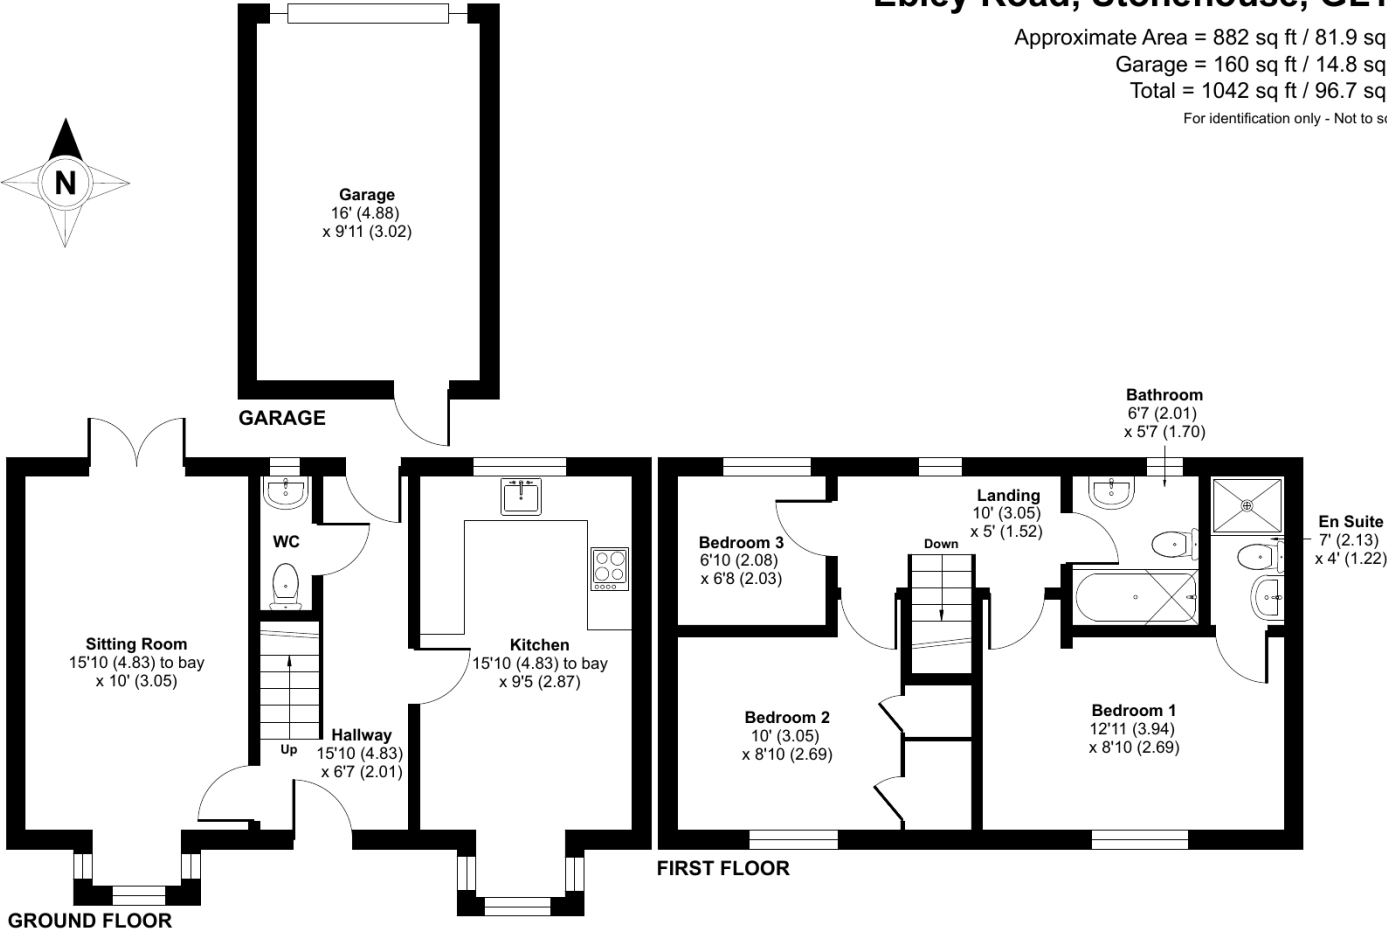 Approximate Area = 882 sq ft / 81.9 sq
Garage = 160 sq ft / 14.8 sq
Total = 1042 sq ft / 96.7 sq
For identification only - Not to sc
N
Garage
16' (4.88)
x 9'11 (3.02)
GARAGE
Bathroom
6'7 (2.01)
x 5'7 (1.70)
WC
Sitting Room
15'10 (4.83) to bay
x 10' (3.05)
Up
Hallway
15'10 (4.83)
x 6'7 (2.01)
Kitchen
15'10 (4.83) to bay
x 9'5 (2.87)
GROUND FLOOR
Bedroom 3
6'10 (2.08)
x 6'8 (2.03)
Landing
10' (3.05)
x 5' (1.52)
Down
En Suite
7' (2.13)
x 4' (1.22)
Bedroom 2
10' (3.05)
x 8'10 (2.69)
Bedroom 1
12'11 (3.94)
x 8'10 (2.69)
FIRST FLOOR